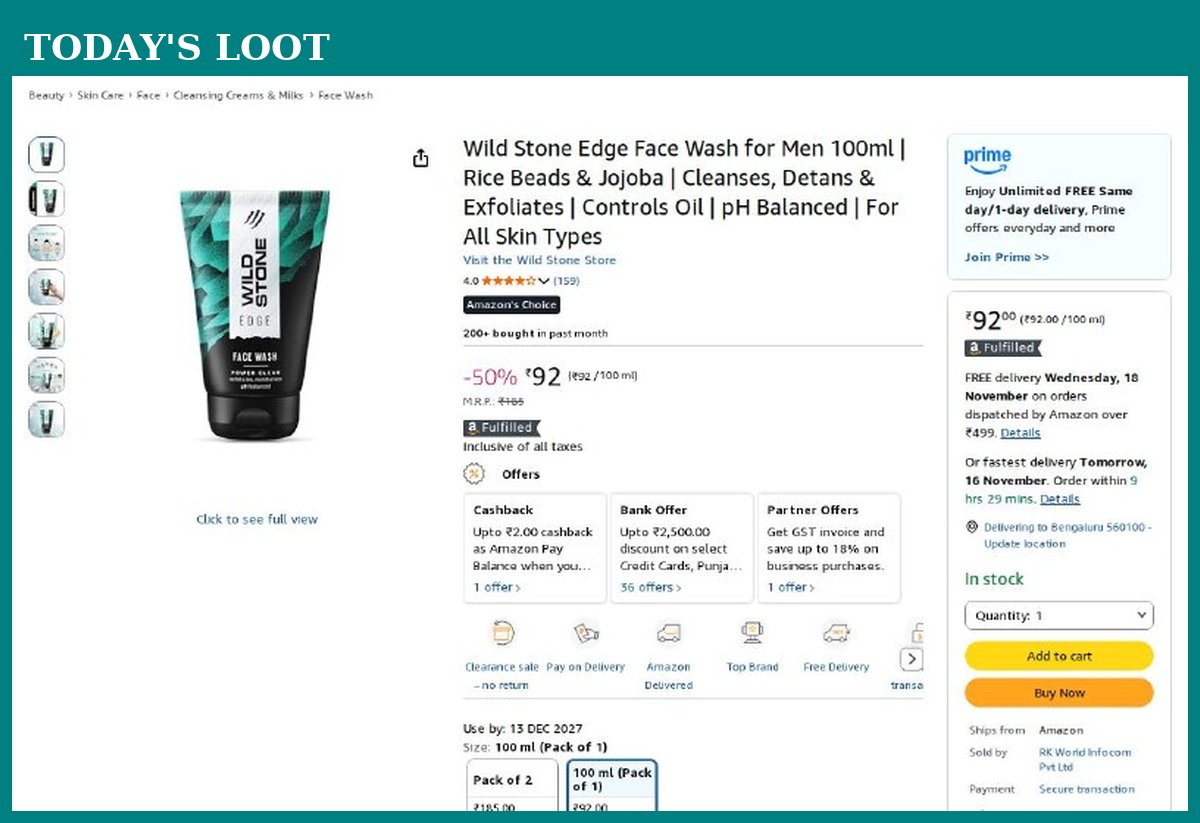 TODAY'S LOOT
Beauty › Skin Care › Face › Cleansing Creams & Milks › Face Wash
WILD STONE
EDGE
FACE WASH
POWER CLEAN
pH Balanced
Click to see full view
Wild Stone Edge Face Wash for Men 100ml |
Rice Beads & Jojoba | Cleanses, Detans &
Exfoliates | Controls Oil | pH Balanced | For
All Skin Types
Visit the Wild Stone Store
4.0 (159)
Amazon's Choice
200+ bought in past month
-50% ₹92 (₹92 /100 ml)
M.R.P.: ₹185
a Fulfilled
Inclusive of all taxes
Offers
Cashback
Upto ₹2.00 cashback
as Amazon Pay
Balance when you...
1 offer ›
Bank Offer
Upto ₹2,500.00
discount on select
Credit Cards, Punja...
36 offers ›
Partner Offers
Get GST invoice and
save up to 18% on
business purchases.
1 offer ›
Clearance sale
– no return
Pay on Delivery
Amazon
Delivered
Top Brand
Free Delivery
transa
Use by: 13 DEC 2027
Size: 100 ml (Pack of 1)
Pack of 2
₹185.00
100 ml (Pack
of 1)
₹92.00
prime
Enjoy Unlimited FREE Same
day/1-day delivery, Prime
offers everyday and more
Join Prime >>
₹9200 (₹92.00 /100 ml)
a Fulfilled
FREE delivery Wednesday, 18
November on orders
dispatched by Amazon over
₹499. Details
Or fastest delivery Tomorrow,
16 November. Order within 9
hrs 29 mins. Details
Delivering to Bengaluru 560100 -
Update location
In stock
Quantity: 1
Add to cart
Buy Now
Ships from Amazon
Sold by RK World Infocom
Pvt Ltd
Payment Secure transaction